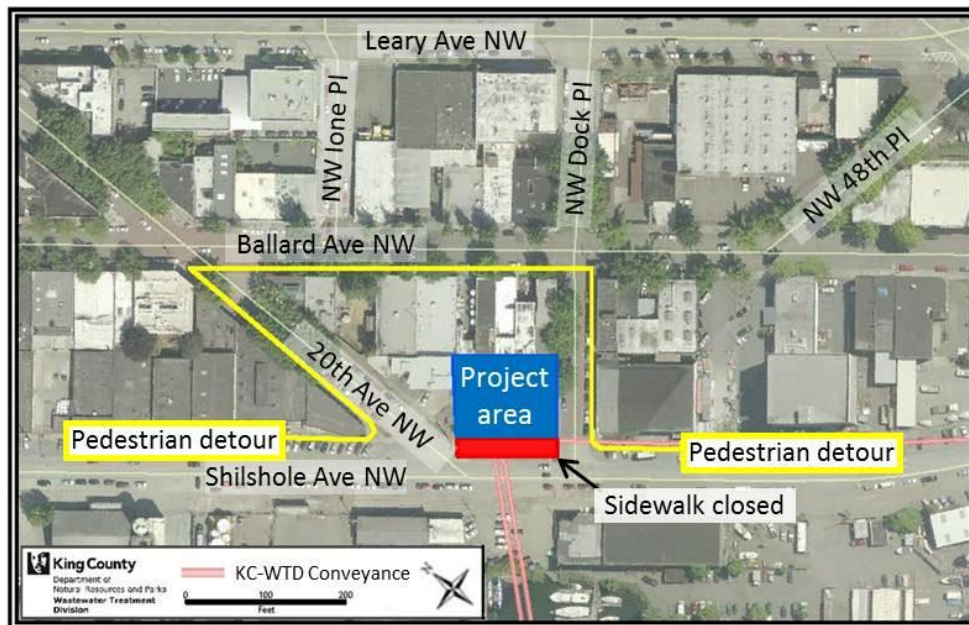 Leary Ave NW
NW Ione Pl
NW Dock Pl
NW 48th Pl
Ballard Ave NW
20th Ave NW
Project
area
Pedestrian detour
Pedestrian detour
Shilshole Ave NW
Sidewalk closed
King County
Department of
Natural Resources and Parks
Wastewater Treatment
Division
KC-WTD Conveyance
0 100 200
Feet
N